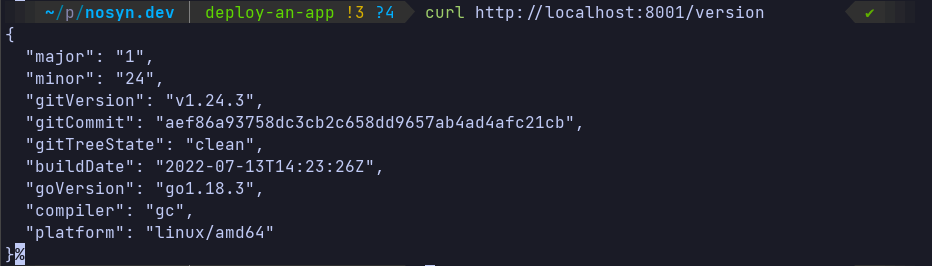 ~/p/nosyn.dev | deploy-an-app !3 ?4 curl http://localhost:8001/version ✔
{
  "major": "1",
  "minor": "24",
  "gitVersion": "v1.24.3",
  "gitCommit": "aef86a93758dc3cb2c658dd9657ab4ad4afc21cb",
  "gitTreeState": "clean",
  "buildDate": "2022-07-13T14:23:26Z",
  "goVersion": "go1.18.3",
  "compiler": "gc",
  "platform": "linux/amd64"
}%